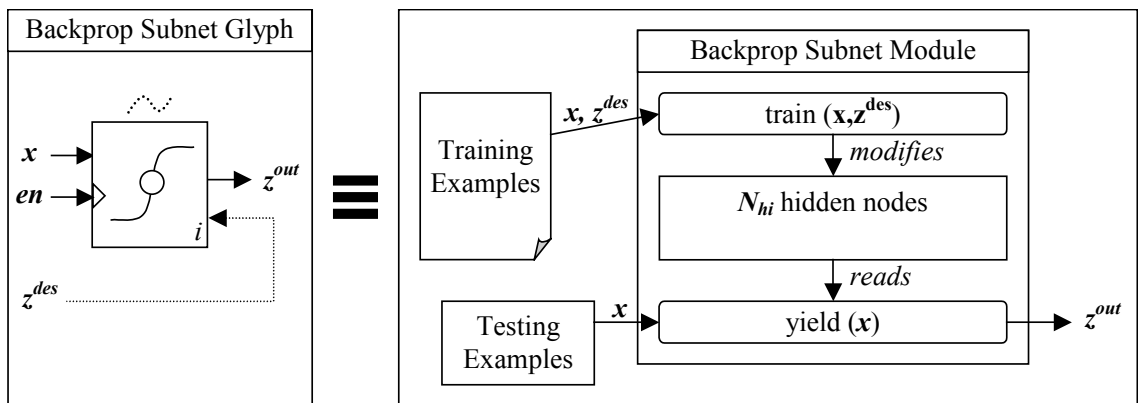 Backprop Subnet Glyph
x
en
z^out
i
z^des
Backprop Subnet Module
Training
Examples
x, z^des
train (x,z^des)
modifies
N_hi hidden nodes
reads
Testing
Examples
x
yield (x)
z^out